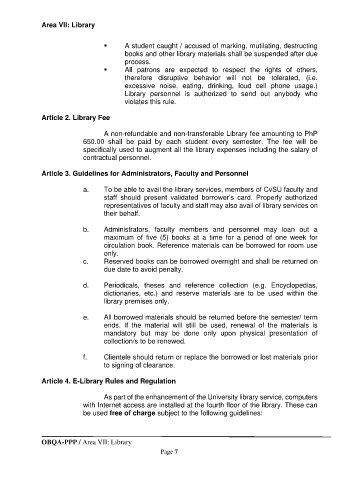 Area VII: Library
▪ A student caught / accused of marking, mutilating, destructing
books and other library materials shall be suspended after due
process.
▪ All patrons are expected to respect the rights of others,
therefore disruptive behavior will not be tolerated, (i.e.
excessive noise, eating, drinking, loud cell phone usage.)
Library personnel is authorized to send out anybody who
violates this rule.
Article 2. Library Fee
A non-refundable and non-transferable Library fee amounting to PhP
650.00 shall be paid by each student every semester. The fee will be
specifically used to augment all the library expenses including the salary of
contractual personnel.
Article 3. Guidelines for Administrators, Faculty and Personnel
a. To be able to avail the library services, members of CvSU faculty and
staff should present validated borrower's card. Properly authorized
representatives of faculty and staff may also avail of library services on
their behalf.
b. Administrators, faculty members and personnel may loan out a
maximum of five (5) books at a time for a period of one week for
circulation book. Reference materials can be borrowed for room use
only.
c. Reserved books can be borrowed overnight and shall be returned on
due date to avoid penalty.
d. Periodicals, theses and reference collection (e.g. Encyclopedias,
dictionaries, etc.) and reserve materials are to be used within the
library premises only.
e. All borrowed materials should be returned before the semester/ term
ends. If the material will still be used, renewal of the materials is
mandatory but may be done only upon physical presentation of
collection/s to be renewed.
f. Clientele should return or replace the borrowed or lost materials prior
to signing of clearance.
Article 4. E-Library Rules and Regulation
As part of the enhancement of the University library service, computers
with Internet access are installed at the fourth floor of the library. These can
be used free of charge subject to the following guidelines:
OBQA-PPP / Area VII: Library
Page 7